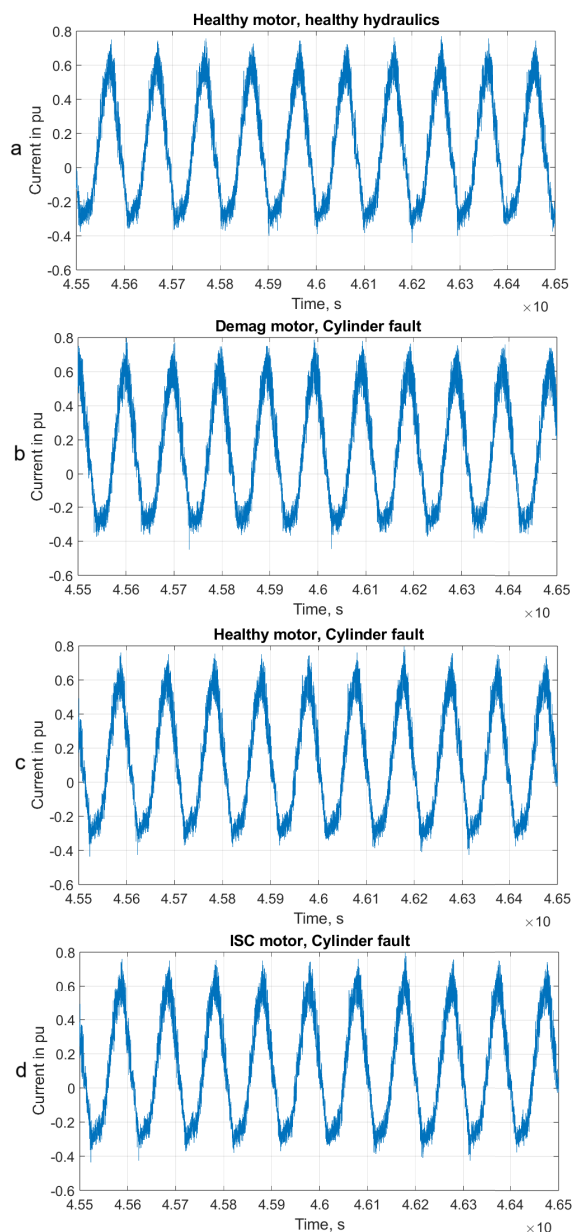 Healthy motor, healthy hydraulics
a
Current in pu
0.8
0.6
0.4
0.2
0
-0.2
-0.4
-0.6
4.55 4.56 4.57 4.58 4.59 4.6 4.61 4.62 4.63 4.64 4.65
Time, s
×10
Demag motor, Cylinder fault
b
Current in pu
0.8
0.6
0.4
0.2
0
-0.2
-0.4
-0.6
4.55 4.56 4.57 4.58 4.59 4.6 4.61 4.62 4.63 4.64 4.65
Time, s
×10
Healthy motor, Cylinder fault
c
Current in pu
0.8
0.6
0.4
0.2
0
-0.2
-0.4
-0.6
4.55 4.56 4.57 4.58 4.59 4.6 4.61 4.62 4.63 4.64 4.65
Time, s
×10
ISC motor, Cylinder fault
d
Current in pu
0.8
0.6
0.4
0.2
0
-0.2
-0.4
-0.6
4.55 4.56 4.57 4.58 4.59 4.6 4.61 4.62 4.63 4.64 4.65
Time, s
×10